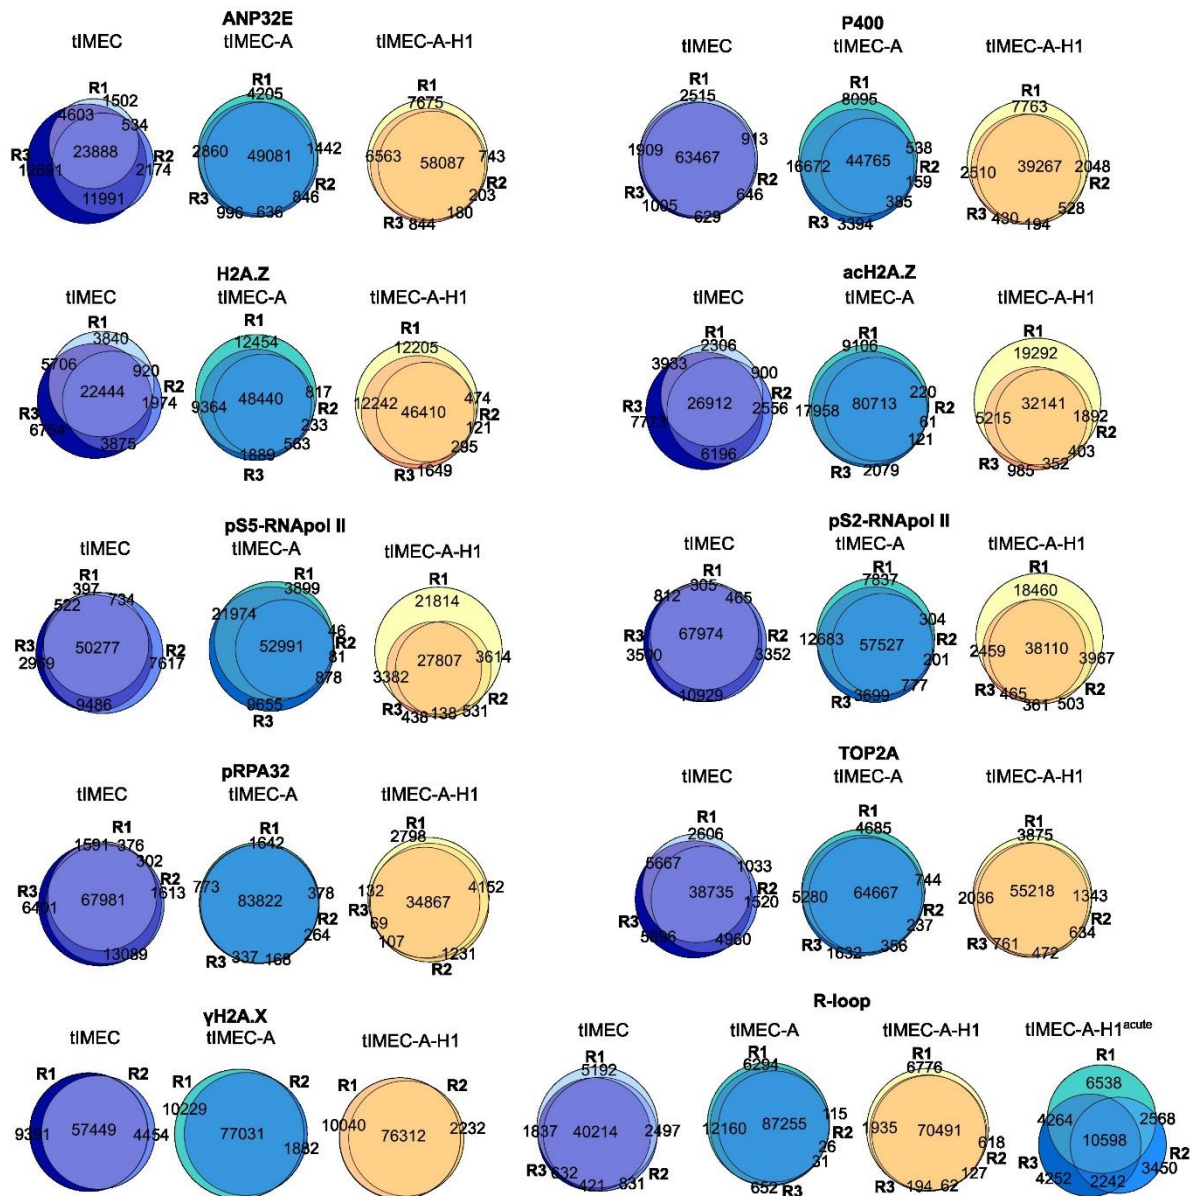 ANP32E
tIMEC
tIMEC-A
tIMEC-A-H1
R1
1502
4603
534
23888
R3
R2
12691
2174
11991
R1
4205
2860
49081
1442
R2
846
R3
996
636
R1
7675
6563
58087
743
R2
203
180
R3
844
P400
tIMEC
tIMEC-A
tIMEC-A-H1
R1
2515
913
1909
63467
R2
R3
646
1005
629
R1
8095
538
16672
44765
R2
159
385
R3
3394
R1
7763
39267
2048
2510
R2
528
R3
430
194
H2A.Z
tIMEC
tIMEC-A
tIMEC-A-H1
R1
3840
5706
920
22444
R2
1974
R3
6754
3875
R1
12454
9364
48440
817
R2
233
563
1889
R3
R1
12205
12242
46410
474
R2
121
295
1649
R3
acH2A.Z
tIMEC
tIMEC-A
tIMEC-A-H1
R1
2306
3933
900
26912
R2
2556
R3
7773
6196
R1
9106
220
17958
80713
R2
61
121
R3
2079
R1
19292
32141
5215
1892
R2
403
352
R3
985
pS5-RNApol II
tIMEC
tIMEC-A
tIMEC-A-H1
R1
397
522
734
50277
R3
R2
2969
7617
9486
R1
3899
21974
46
52991
R2
81
878
9655
R3
R1
21814
27807
3614
3382
R2
R3
438
138
531
pS2-RNApol II
tIMEC
tIMEC-A
tIMEC-A-H1
R1
305
812
465
67974
R3
R2
3500
3352
10929
R1
7837
304
12683
57527
R2
201
777
3699
R3
R1
18460
2459
38110
3967
R3
465
361
503
R2
pRPA32
tIMEC
tIMEC-A
tIMEC-A-H1
R1
1591
376
302
67981
R2
1613
R3
6401
13089
R1
1642
773
83822
378
R2
264
R3
337
168
R1
2798
132
34867
4152
R3
69
107
1231
R2
TOP2A
tIMEC
tIMEC-A
tIMEC-A-H1
R1
2606
5667
1033
38735
R2
1520
R3
4960
R1
4685
744
5280
64667
R2
237
356
R3
1632
R1
3875
2036
55218
1343
R2
634
R3
761
472
γH2A.X
tIMEC
tIMEC-A
tIMEC-A-H1
R1
R2
9391
57449
4454
R1
R2
10229
77031
1882
R1
R2
10040
76312
2232
R-loop
tIMEC
tIMEC-A
tIMEC-A-H1
tIMEC-A-H1acute
R1
5192
1837
40214
2497
R3
632
421
831
R2
R1
6294
115
12160
87255
R2
26
31
652
R3
R1
6776
1935
70491
618
R2
127
R3
194
62
R1
6538
4264
2568
10598
R3
R2
4252
2242
3450